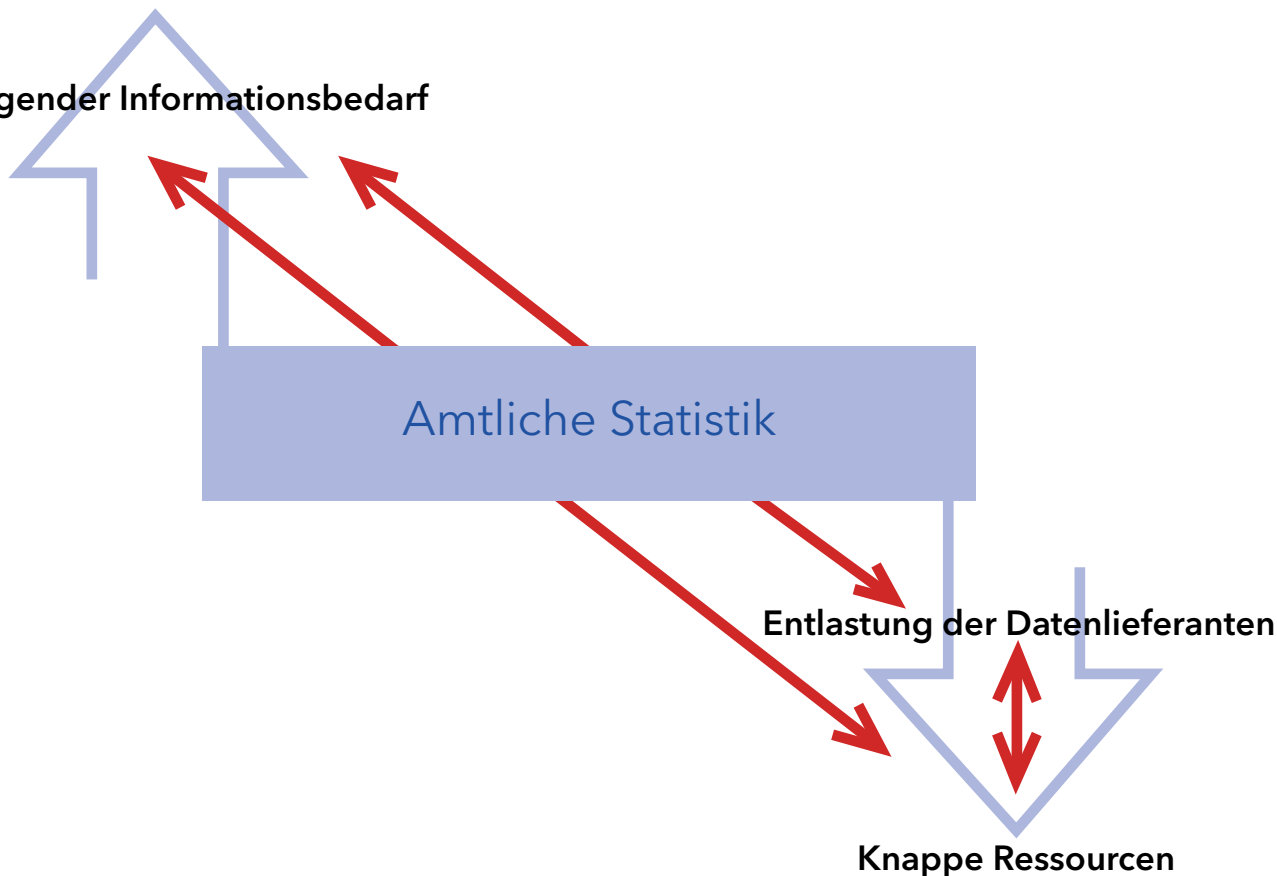 gender Informationsbedarf
Amtliche Statistik
Entlastung der Datenlieferanten
Knappe Ressourcen